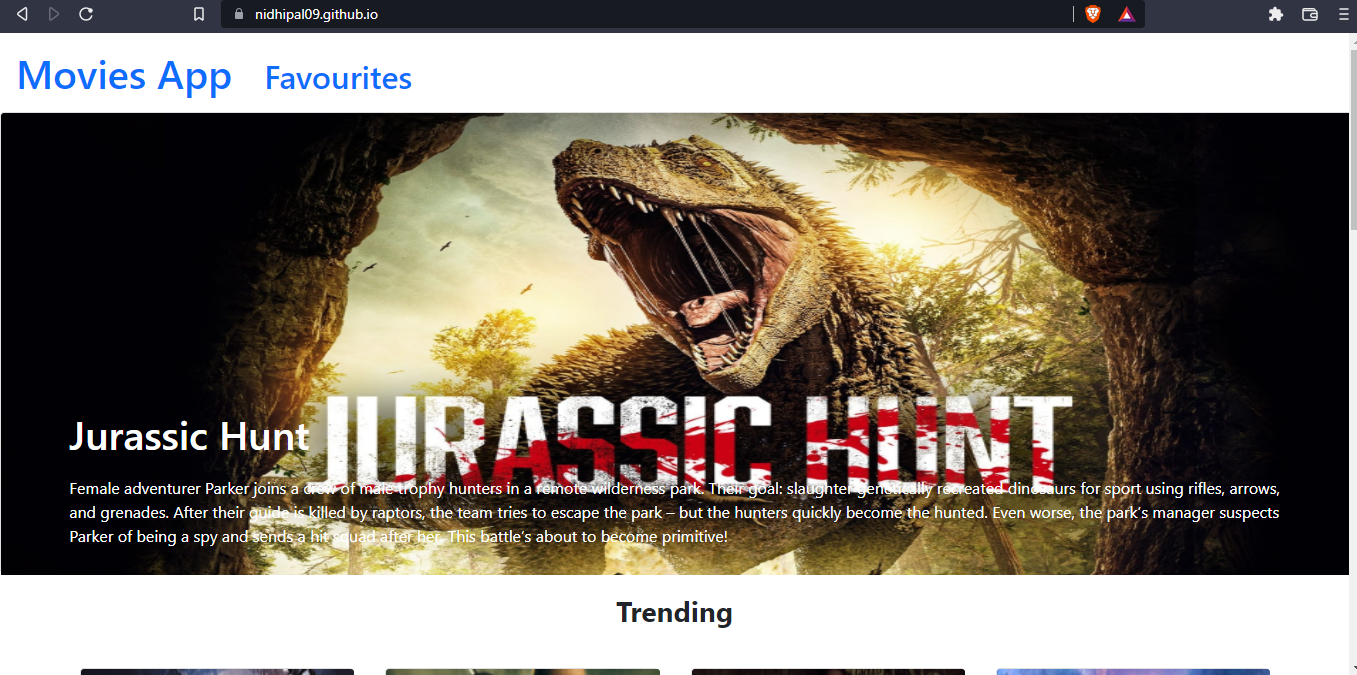 nidhipal09.github.io
Movies App Favourites
JURASSIC HUNT
Jurassic Hunt
Female adventurer Parker joins a crew of male trophy hunters in a remote wilderness park. Their goal: slaughter genetically recreated dinosaurs for sport using rifles, arrows,
and grenades. After their guide is killed by raptors, the team tries to escape the park – but the hunters quickly become the hunted. Even worse, the park’s manager suspects
Parker of being a spy and sends a hit squad after her. This battle’s about to become primitive!
Trending